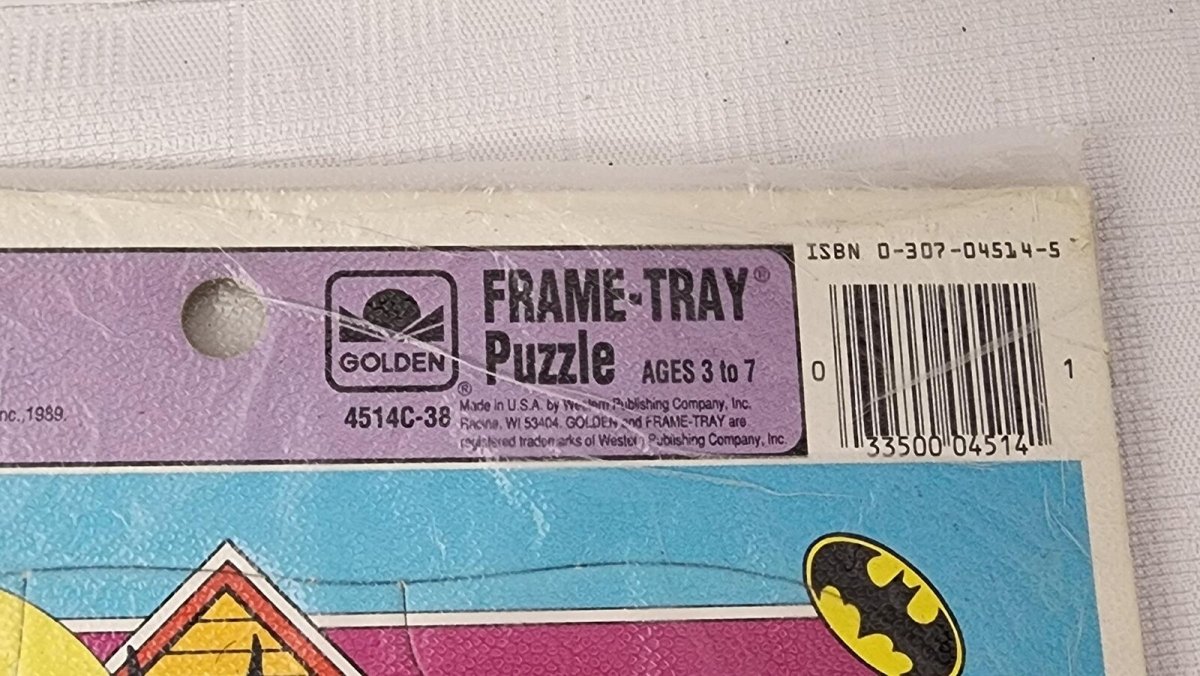 ISBN 0-307-04514-5
FRAME-TRAY®
Puzzle AGES 3 to 7
GOLDEN
®
4514C-38
Made in U.S.A. by Western Publishing Company, Inc.
Racine, WI 53404. GOLDEN and FRAME-TRAY are
registered trademarks of Western Publishing Company, Inc.
nc., 1989.
0 33500 04514 1